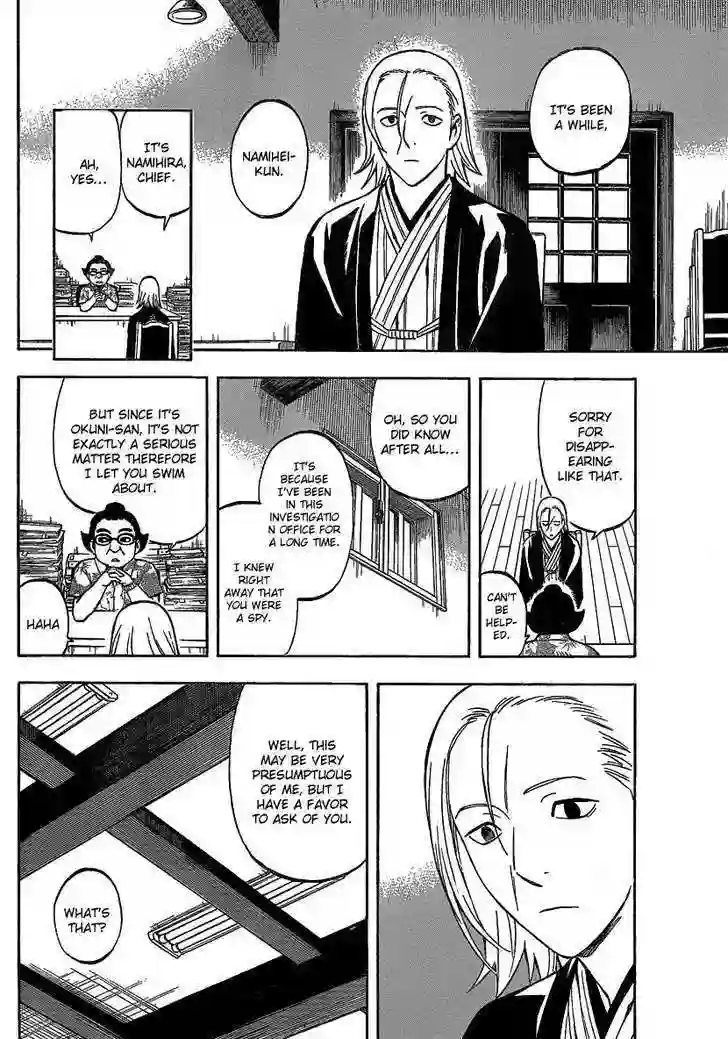 IT'S BEEN
A WHILE,
NAMIHEI-
KUN.
IT'S
NAMIHIRA,
CHIEF.
AH,
YES...
SORRY
FOR
DISAPP-
EARING
LIKE THAT.
CAN'T
BE
HELP-
ED.
OH, SO YOU
DID KNOW
AFTER ALL...
IT'S
BECAUSE
I'VE BEEN
IN THIS
INVESTIGATIO
N OFFICE FOR
A LONG TIME.
I KNEW
RIGHT
AWAY THAT
YOU WERE
A SPY.
BUT SINCE IT'S
OKUNI-SAN, IT'S NOT
EXACTLY A SERIOUS
MATTER THEREFORE
I LET YOU SWIM
ABOUT.
HAHA
WELL, THIS
MAY BE VERY
PRESUMPTUOUS
OF ME, BUT I
HAVE A FAVOR
TO ASK OF YOU.
WHAT'S
THAT?